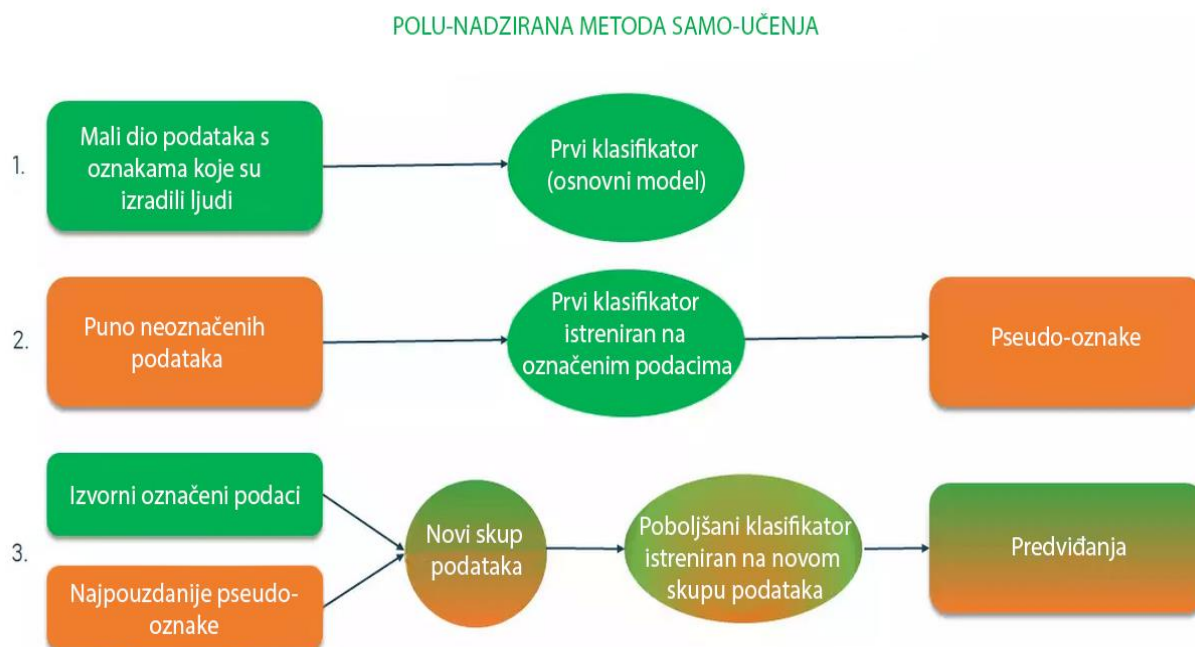 POLU-NADZIRANA METODA SAMO-UČENJA
1.
Mali dio podataka s
oznakama koje su
izradili ljudi
Prvi klasifikator
(osnovni model)
2.
Puno neoznačenih
podataka
Prvi klasifikator
istreniran na
označenim podacima
Pseudo-oznake
3.
Izvorni označeni podaci
Najpouzdanije pseudo-
oznake
Novi skup
podataka
Poboljšani klasifikator
istreniran na novom
skupu podataka
Predviđanja